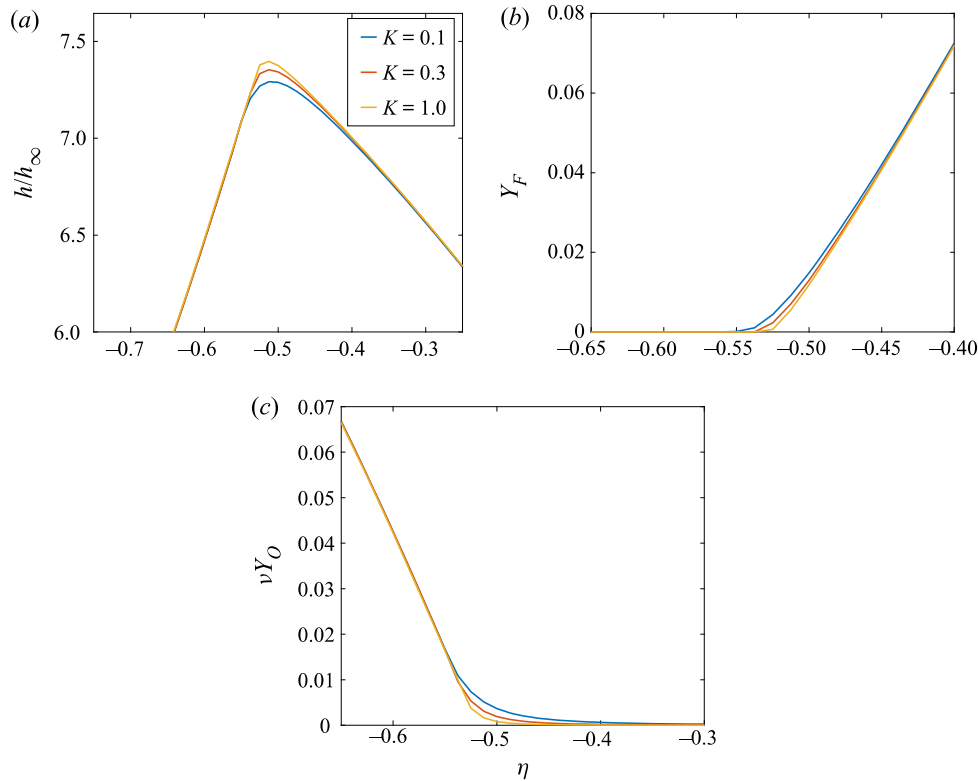 (a)
7.5
7.0
6.5
6.0
h/h∞
K = 0.1
K = 0.3
K = 1.0
–0.7 –0.6 –0.5 –0.4 –0.3
(b)
0.08
0.06
0.04
0.02
0
Y_F
–0.65 –0.60 –0.55 –0.50 –0.45 –0.40
(c)
0.07
0.06
0.05
0.04
0.03
0.02
0.01
0
νY_O
–0.6 –0.5 –0.4 –0.3
η